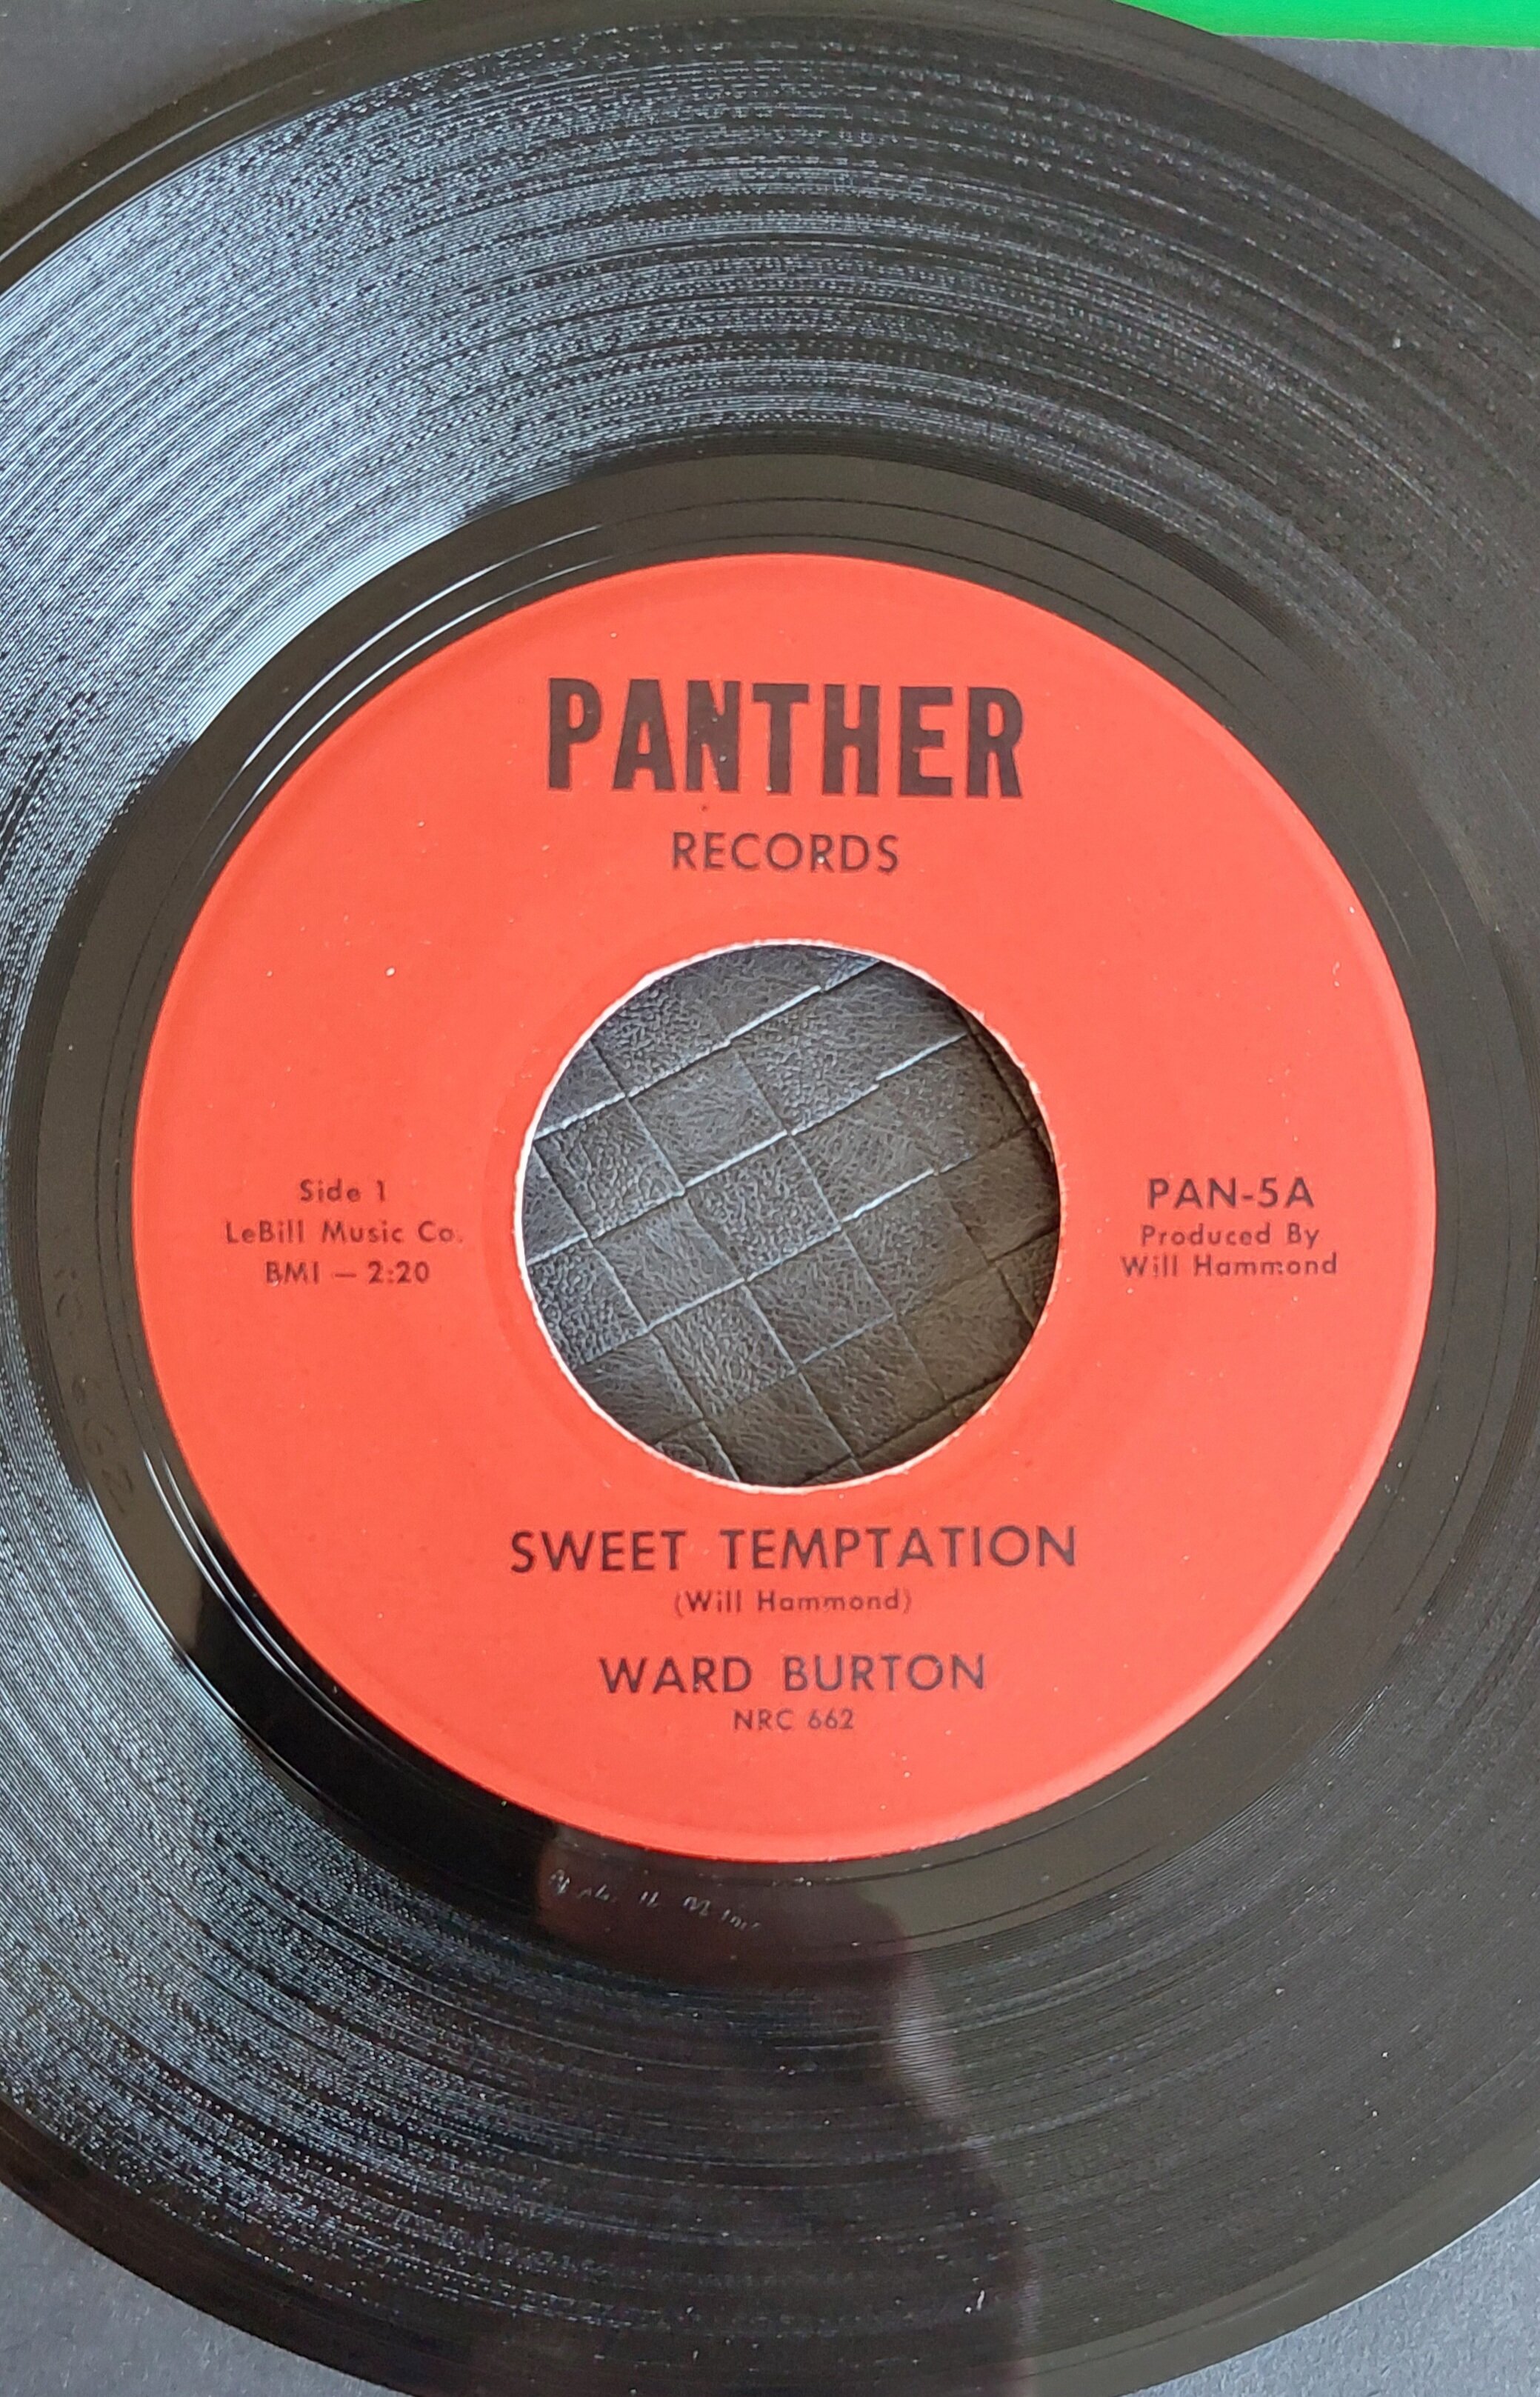 PANTHER
RECORDS
Side 1
LeBill Music Co.
BMI — 2:20
PAN-5A
Produced By
Will Hammond
SWEET TEMPTATION
(Will Hammond)
WARD BURTON
NRC 662